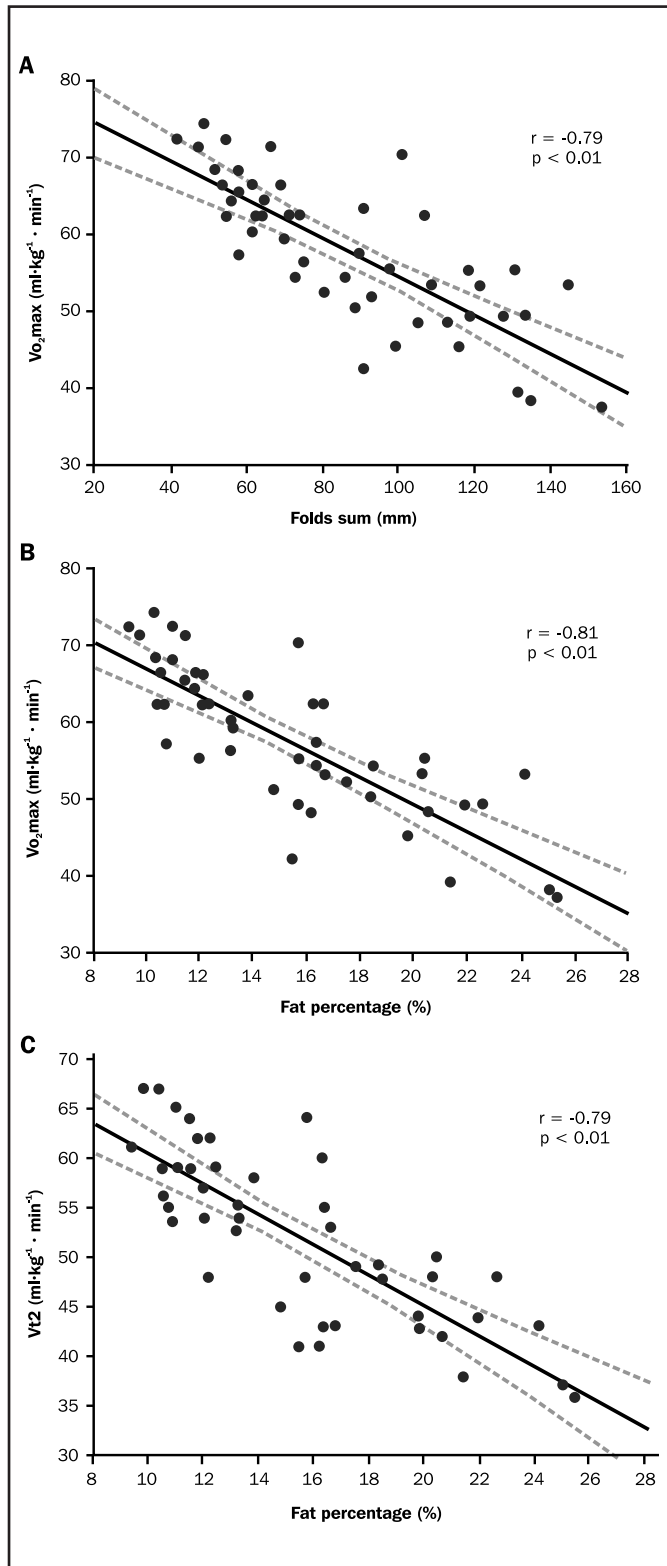 A
80
70
60
50
40
30
Vo₂max (ml·kg⁻¹ · min⁻¹)
r = -0.79
p < 0.01
20 40 60 80 100 120 140 160
Folds sum (mm)
B
80
70
60
50
40
30
Vo₂max (ml·kg⁻¹ · min⁻¹)
r = -0.81
p < 0.01
8 10 12 14 16 18 20 22 24 26 28
Fat percentage (%)
C
70
65
60
55
50
45
40
35
30
Vt2 (ml·kg⁻¹ · min⁻¹)
r = -0.79
p < 0.01
8 10 12 14 16 18 20 22 24 26 28
Fat percentage (%)